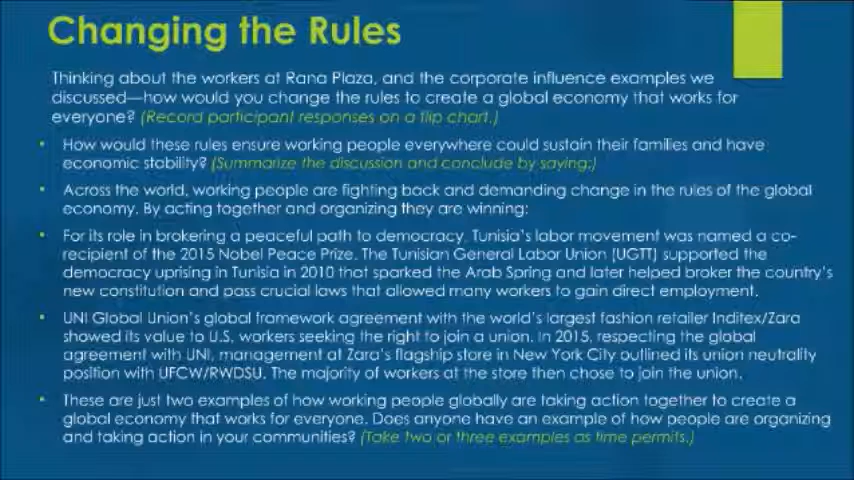 Changing the Rules
Thinking about the workers at Rana Plaza, and the corporate influence examples we
discussed—how would you change the rules to create a global economy that works for
everyone? (Record participant responses on a flip chart.)
• How would these rules ensure working people everywhere could sustain their families and have
economic stability? (Summarize the discussion and conclude by saying:)
• Across the world, working people are fighting back and demanding change in the rules of the global
economy. By acting together and organizing they are winning:
• For its role in brokering a peaceful path to democracy, Tunisia's labor movement was named a co-
recipient of the 2015 Nobel Peace Prize. The Tunisian General Labor Union (UGTT) supported the
democracy uprising in Tunisia in 2010 that sparked the Arab Spring and later helped broker the country's
new constitution and pass crucial laws that allowed many workers to gain direct employment.
• UNI Global Union's global framework agreement with the world's largest fashion retailer Inditex/Zara
showed its value to U.S. workers seeking the right to join a union. In 2015, respecting the global
agreement with UNI, management at Zara's flagship store in New York City outlined its union neutrality
position with UFCW/RWDSU. The majority of workers at the store then chose to join the union.
• These are just two examples of how working people globally are taking action together to create a
global economy that works for everyone. Does anyone have an example of how people are organizing
and taking action in your communities? (Take two or three examples as time permits.)